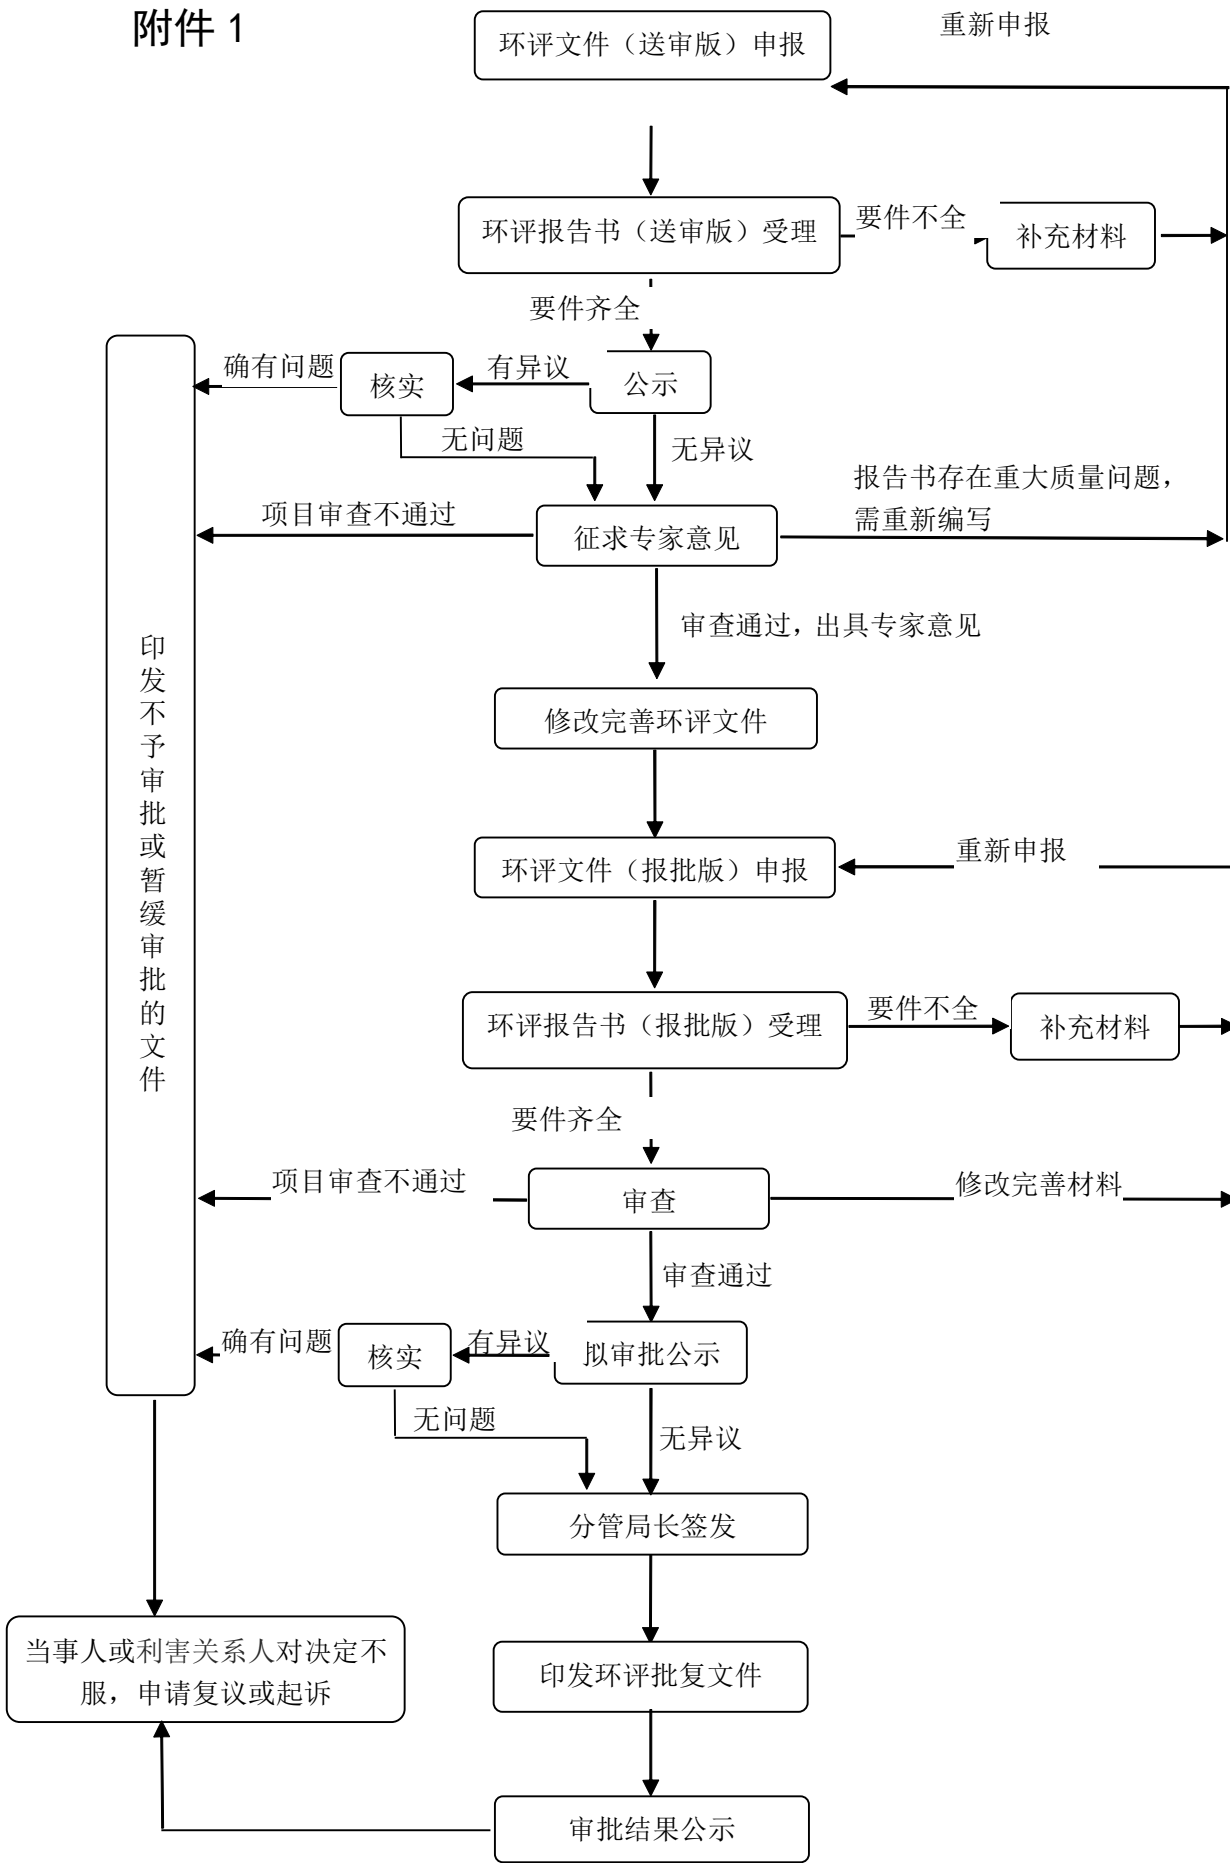 附件 1
环评文件（送审版）申报
重新申报
环评报告书（送审版）受理
要件不全
补充材料
要件齐全
确有问题
核实
有异议
公示
无问题
无异议
报告书存在重大质量问题，
需重新编写
项目审查不通过
征求专家意见
审查通过，出具专家意见
印发不予审批或暂缓审批的文件
修改完善环评文件
环评文件（报批版）申报
重新申报
环评报告书（报批版）受理
要件不全
补充材料
要件齐全
项目审查不通过
审查
修改完善材料
审查通过
确有问题
核实
有异议
拟审批公示
无问题
无异议
分管局长签发
当事人或利害关系人对决定不
服，申请复议或起诉
印发环评批复文件
审批结果公示